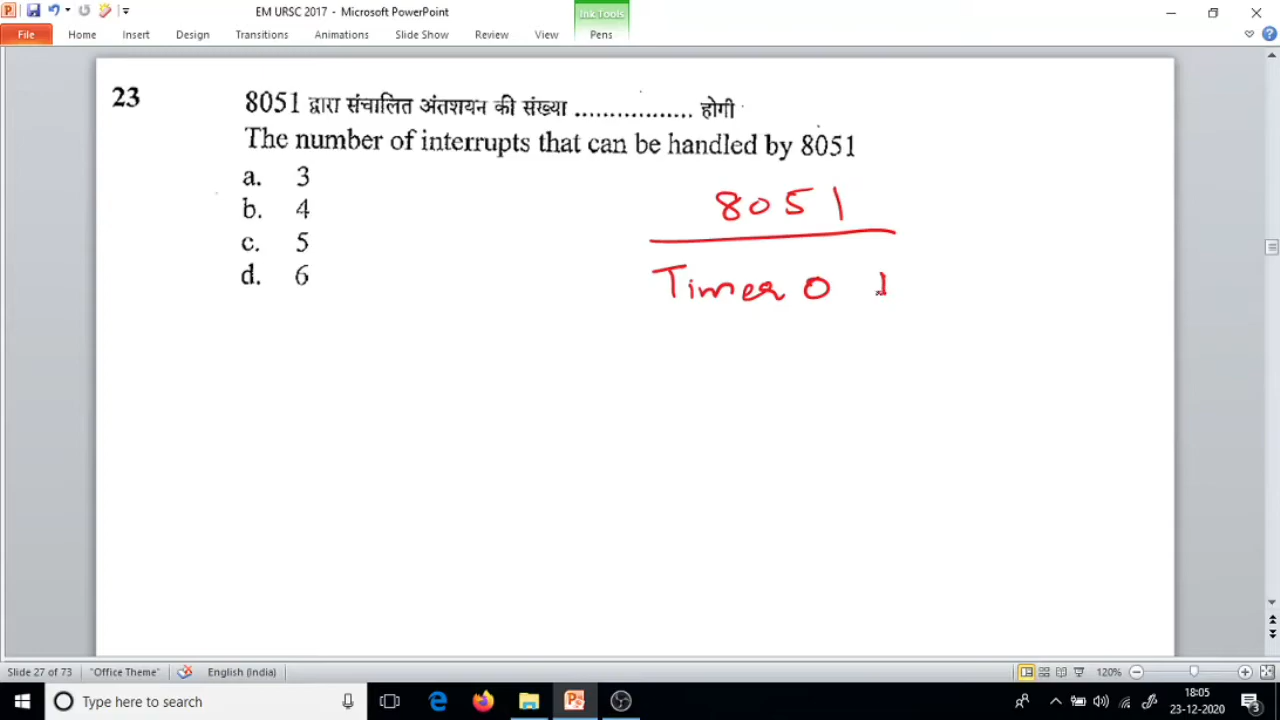 EM URSC 2017 - Microsoft PowerPoint
Ink Tools
File Home Insert Design Transitions Animations Slide Show Review View Pens
23
8051 द्वारा संचालित अंतशयन की संख्या ................. होगी
The number of interrupts that can be handled by 8051
a. 3
b. 4
c. 5
d. 6
8051
Timer 0 1
Slide 27 of 73 "Office Theme" English (India) 120%
Type here to search
18:05
23-12-2020
3